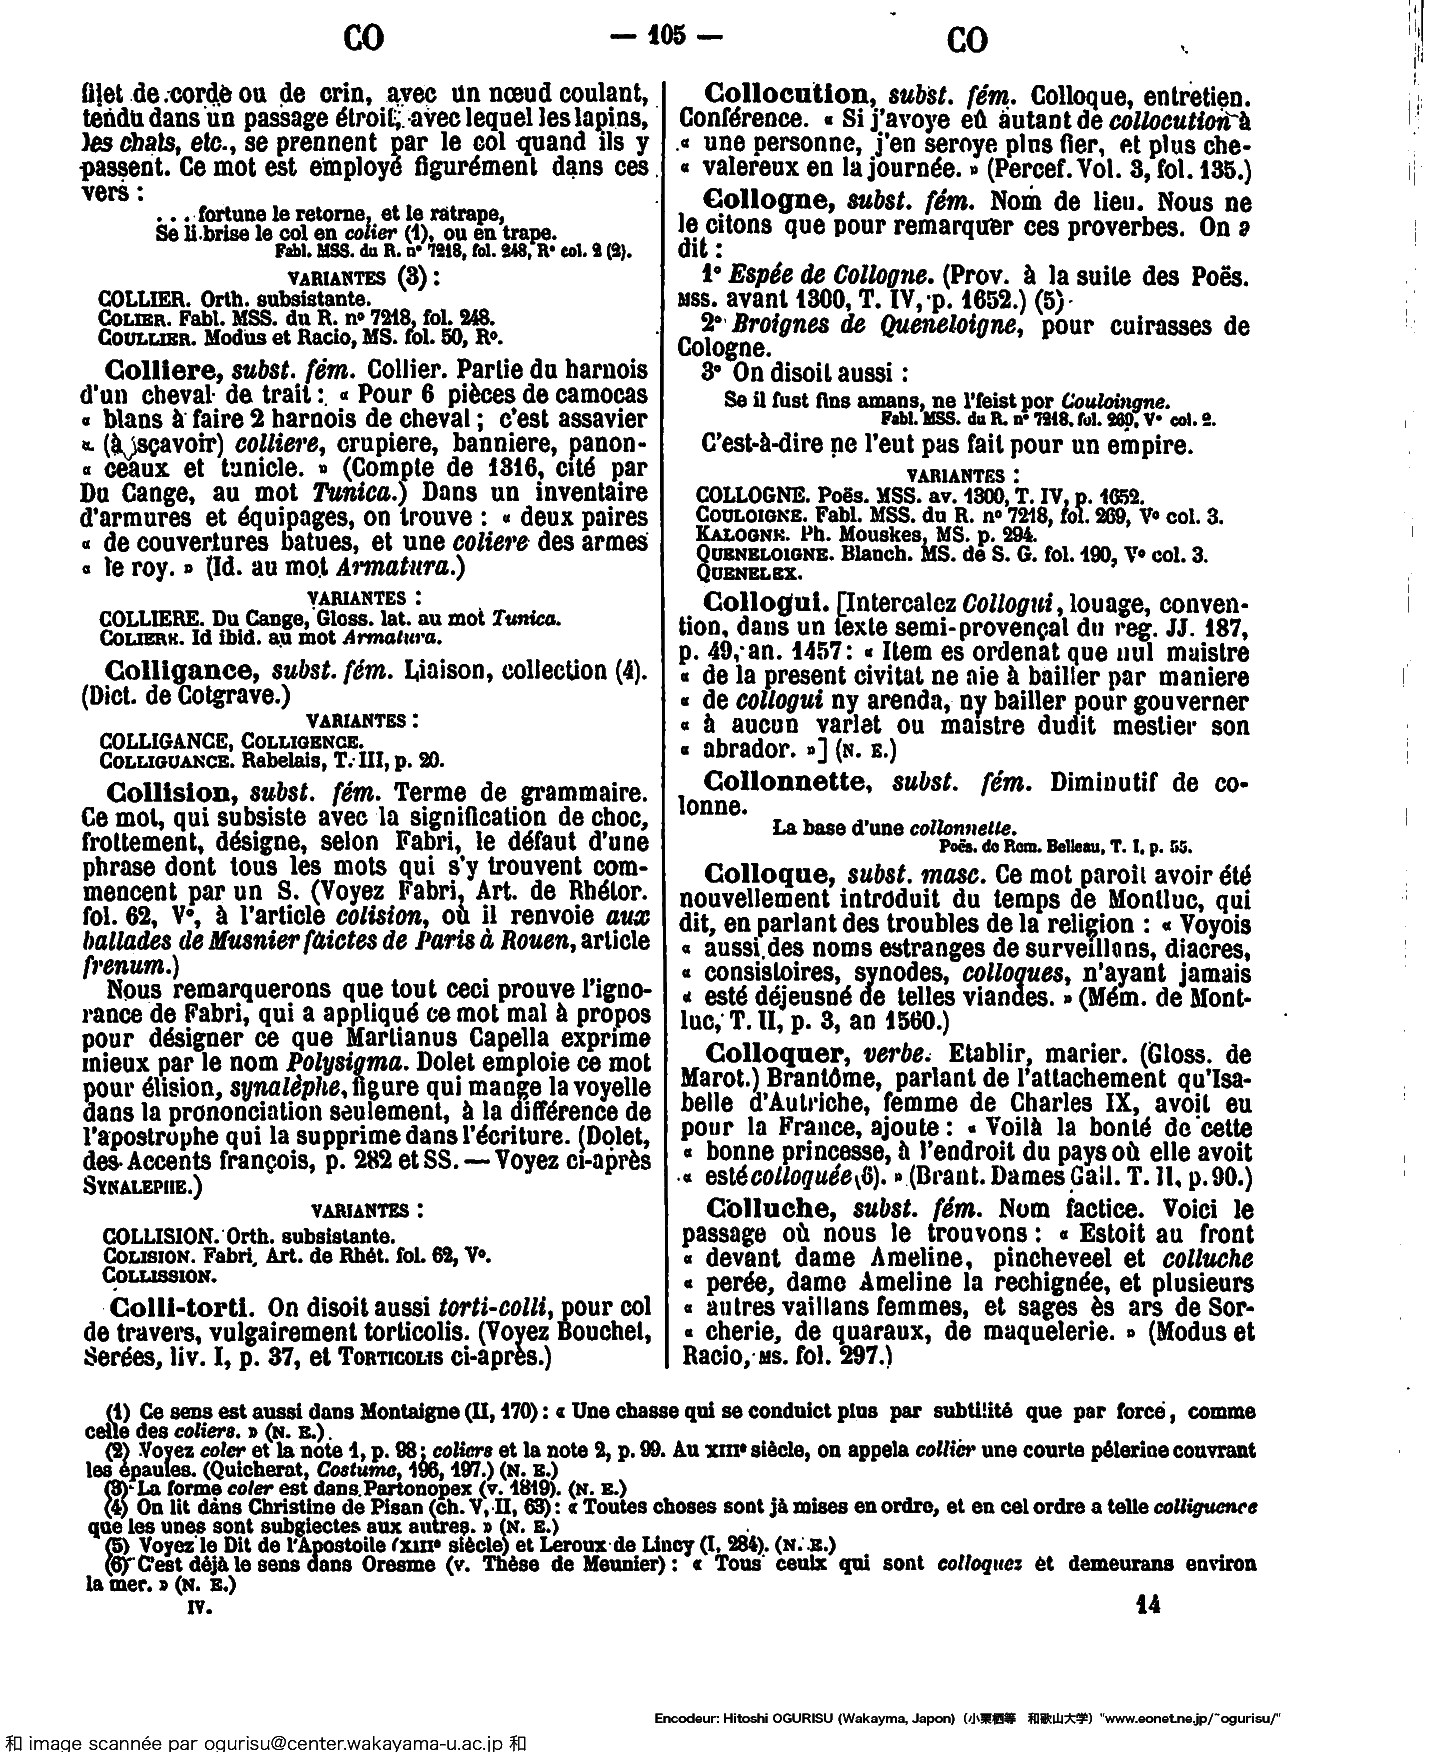 CO — 105 — CO
filet de corde ou de crin, avec un nœud coulant,
tendu dans un passage étroit, avec lequel les lapins,
les chats, etc., se prennent par le col quand ils y
passent. Ce mot est employé figurément dans ces
vers :
... fortune le retorne, et le ratrape,
Se li brise le col en colier (1), ou en trape.
Fabl. MSS. du R. nº 7218, fol. 248, Rº col. 2 (2).
VARIANTES (3) :
COLLIER. Orth. subsistante.
COLIER. Fabl. MSS. du R. nº 7218, fol. 248.
COULLIER. Modus et Racio, MS. fol. 50, Rº.
Colliere, subst. fém. Collier. Partie du harnois
d'un cheval de trait : « Pour 6 pièces de camocas
« blans à faire 2 harnois de cheval ; c'est assavier
« (à sçavoir) colliere, crupiere, banniere, panon-
« ceaux et tunicle. » (Compte de 1316, cité par
Du Cange, au mot Tunica.) Dans un inventaire
d'armures et équipages, on trouve : « deux paires
« de couvertures batues, et une coliere des armes
« le roy. » (Id. au mot Armatura.)
VARIANTES :
COLLIERE. Du Cange, Gloss. lat. au mot Tunica.
COLIERE. Id ibid. au mot Armatura.
Colligance, subst. fém. Liaison, collection (4).
(Dict. de Cotgrave.)
VARIANTES :
COLLIGANCE, COLLIGENCE.
COLLIGUANCE. Rabelais, T. III, p. 20.
Collision, subst. fém. Terme de grammaire.
Ce mot, qui subsiste avec la signification de choc,
frottement, désigne, selon Fabri, le défaut d'une
phrase dont tous les mots qui s'y trouvent com-
mencent par un S. (Voyez Fabri, Art. de Rhétor.
fol. 62, Vº, à l'article colision, où il renvoie aux
ballades de Musnier faictes de Paris à Rouen, article
frenum.)
Nous remarquerons que tout ceci prouve l'igno-
rance de Fabri, qui a appliqué ce mot mal à propos
pour désigner ce que Martianus Capella exprime
mieux par le nom Polysigma. Dolet emploie ce mot
pour élision, synalèphe, figure qui mange la voyelle
dans la prononciation seulement, à la différence de
l'apostrophe qui la supprime dans l'écriture. (Dolet,
des Accents françois, p. 282 et SS. — Voyez ci-après
SYNALEPHE.)
VARIANTES :
COLLISION. Orth. subsistante.
COLISION. Fabri, Art. de Rhét. fol. 62, Vº.
COLLISSION.
Colli-torti. On disoit aussi torti-colli, pour col
de travers, vulgairement torticolis. (Voyez Bouchet,
Serées, liv. I, p. 37, et TORTICOLIS ci-après.)
Collocution, subst. fém. Colloque, entretien.
Conférence. « Si j'avoye eû autant de collocution à
« une personne, j'en seroye plus fier, et plus che-
« valereux en la journée. » (Percef. Vol. 3, fol. 135.)
Collogne, subst. fém. Nom de lieu. Nous ne
le citons que pour remarquer ces proverbes. On a
dit :
1º Espée de Collogne. (Prov. à la suite des Poës.
MSS. avant 1300, T. IV, p. 1652.) (5)
2º Broignes de Queneloigne, pour cuirasses de
Cologne.
3º On disoit aussi :
Se il fust fins amans, ne l'feist por Couloingne.
Fabl. MSS. du R. nº 7218, fol. 269, Vº col. 2.
C'est-à-dire ne l'eut pas fait pour un empire.
VARIANTES :
COLLOGNE. Poës. MSS. av. 1300, T. IV, p. 1652.
COULOIGNE. Fabl. MSS. du R. nº 7218, fol. 269, Vº col. 3.
KALOGNE. Ph. Mouskes, MS. p. 294.
QUENELOIGNE. Blanch. MS. de S. G. fol. 190, Vº col. 3.
QUENELEX.
Collogui. [Intercalez Collogui, louage, conven-
tion, dans un texte semi-provençal du reg. JJ. 187,
p. 49, an. 1457 : « Item es ordenat que nul maistre
« de la present civitat ne aie à bailler par maniere
« de collogui ny arenda, ny bailler pour gouverner
« à aucun varlet ou maistre dudit mestier son
« abrador. »] (N. E.)
Collonnette, subst. fém. Diminutif de co-
lonne.
La base d'une collonnette.
Poës. de Rem. Belleau, T. I, p. 55.
Colloque, subst. masc. Ce mot paroît avoir été
nouvellement introduit du temps de Montluc, qui
dit, en parlant des troubles de la religion : « Voyois
« aussi des noms estranges de surveillans, diacres,
« consistoires, synodes, colloques, n'ayant jamais
« esté déjeusné de telles viandes. » (Mém. de Mont-
luc, T. II, p. 3, an 1560.)
Colloquer, verbe. Etablir, marier. (Gloss. de
Marot.) Brantôme, parlant de l'attachement qu'Isa-
belle d'Autriche, femme de Charles IX, avoit eu
pour la France, ajoute : « Voilà la bonté de cette
« bonne princesse, à l'endroit du pays où elle avoit
« esté colloquée (6). » (Brant. Dames Gall. T. II, p. 90.)
Colluche, subst. fém. Nom factice. Voici le
passage où nous le trouvons : « Estoit au front
« devant dame Ameline, pincheveel et colluche
« perée, dame Ameline la rechignée, et plusieurs
« autres vaillans femmes, et sages ès ars de Sor-
« cherie, de quaraux, de maquelerie. » (Modus et
Racio, MS. fol. 297.)
(1) Ce sens est aussi dans Montaigne (II, 170) : « Une chasse qui se conduict plus par subtilité que par force, comme
celle des coliers. » (N. E.)
(2) Voyez coler et la note 1, p. 98 ; coliers et la note 2, p. 99. Au XIIIe siècle, on appela collier une courte pélerine couvrant
les épaules. (Quicherat, Costume, 196, 197.) (N. E.)
(3) La forme coler est dans Partonopex (v. 1819). (N. E.)
(4) On lit dans Christine de Pisan (ch. V, II, 63) : « Toutes choses sont jà mises en ordre, et en cel ordre a telle colliguence
que les unes sont subgiectes aux autres. » (N. E.)
(5) Voyez le Dit de l'Apostoile (XIIIe siècle) et Leroux de Lincy (I, 284). (N. E.)
(6) C'est déjà le sens dans Oresme (v. Thèse de Meunier) : « Tous ceulx qui sont colloquez et demeurans environ
la mer. » (N. E.)
IV. 14
Encodeur: Hitoshi OGURISU (Wakayma, Japon) (小栗栖等 和歌山大学) "www.eonet.ne.jp/~ogurisu/"
和 image scannée par ogurisu@center.wakayama-u.ac.jp 和